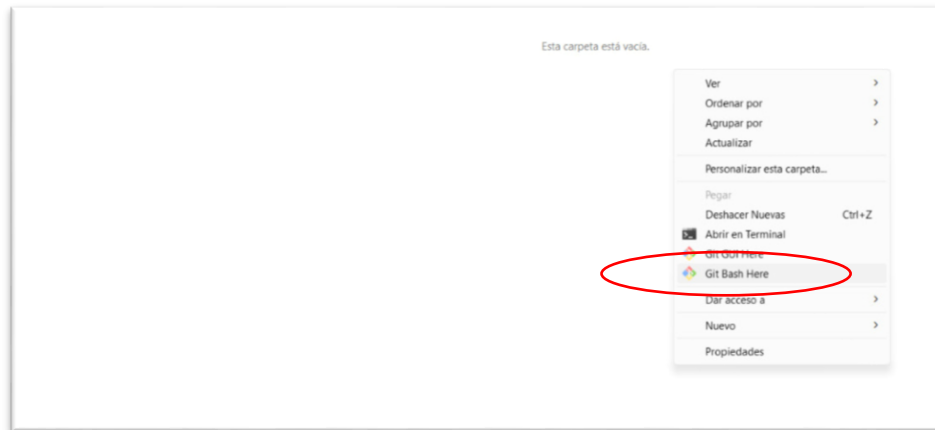 Esta carpeta está vacía.
Ver
Ordenar por
Agrupar por
Actualizar
Personalizar esta carpeta...
Pegar
Deshacer Nuevas Ctrl+Z
Abrir en Terminal
Git GUI Here
Git Bash Here
Dar acceso a
Nuevo
Propiedades